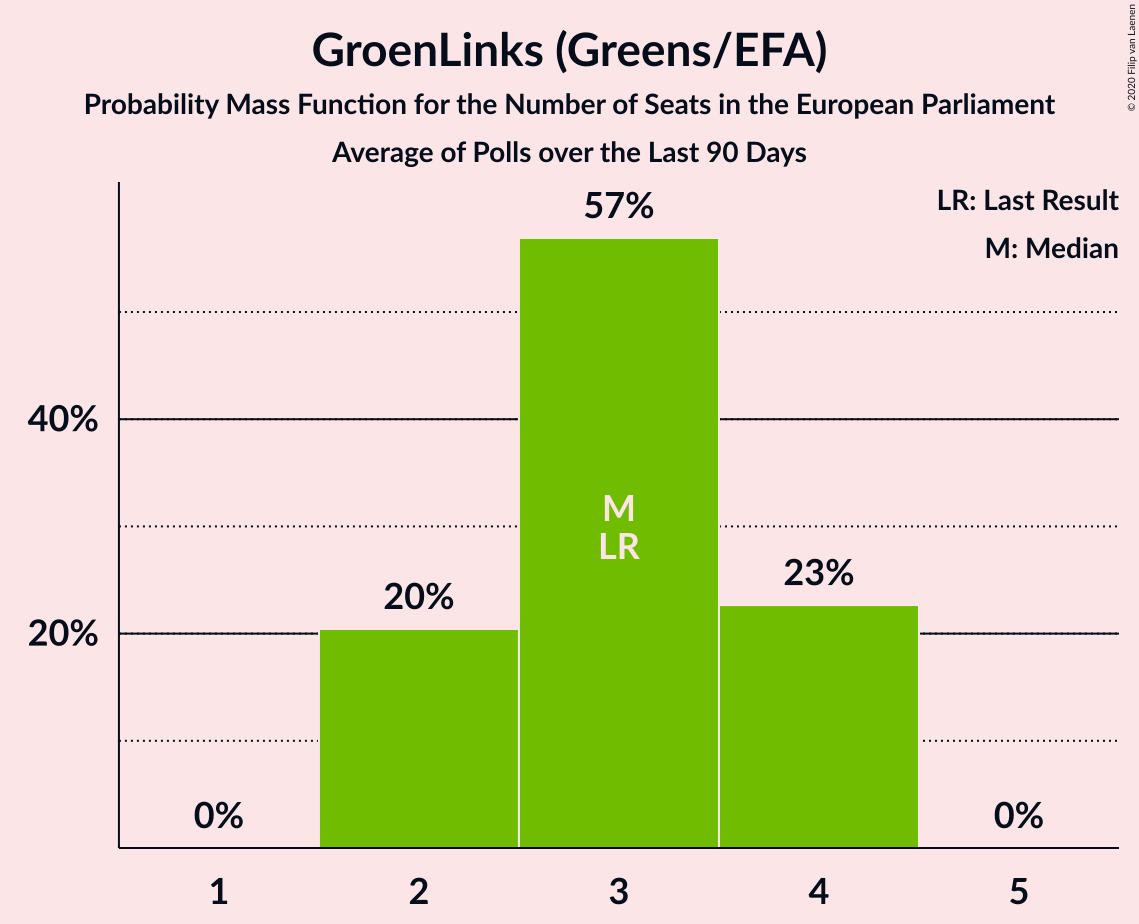 GroenLinks (Greens/EFA)
Probability Mass Function for the Number of Seats in the European Parliament
Average of Polls over the Last 90 Days
© 2020 Filip van Laenen
LR: Last Result
M: Median
57%
40%
M
LR
23%
20%
20%
0%
0%
1
2
3
4
5